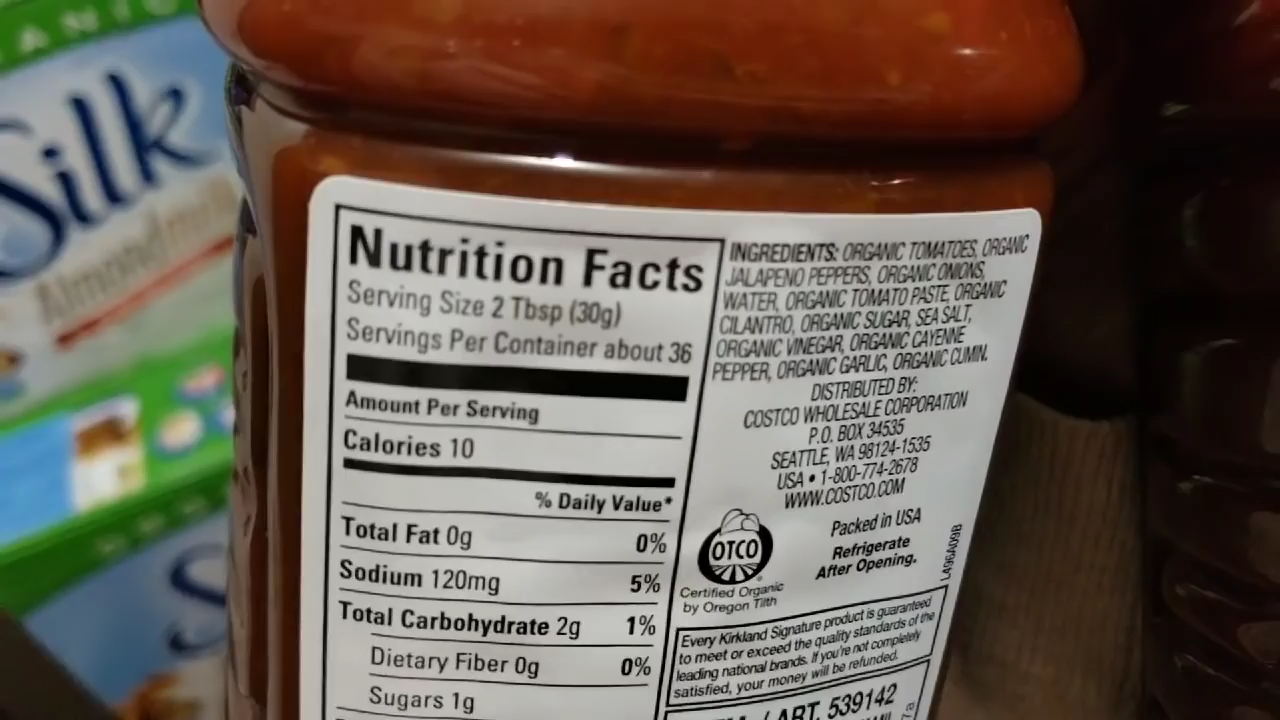 Silk
Almondmilk
Nutrition Facts
Serving Size 2 Tbsp (30g)
Servings Per Container about 36
Amount Per Serving
Calories 10
% Daily Value*
Total Fat 0g 0%
Sodium 120mg 5%
Total Carbohydrate 2g 1%
Dietary Fiber 0g 0%
Sugars 1g
INGREDIENTS: ORGANIC TOMATOES, ORGANIC
JALAPENO PEPPERS, ORGANIC ONIONS,
WATER, ORGANIC TOMATO PASTE, ORGANIC
CILANTRO, ORGANIC SUGAR, SEA SALT,
ORGANIC VINEGAR, ORGANIC CAYENNE
PEPPER, ORGANIC GARLIC, ORGANIC CUMIN.
DISTRIBUTED BY:
COSTCO WHOLESALE CORPORATION
P.O. BOX 34535
SEATTLE, WA 98124-1535
USA • 1-800-774-2678
WWW.COSTCO.COM
OTCO
Certified Organic
by Oregon Tilth
Packed in USA
Refrigerate
After Opening.
L496A09B
Every Kirkland Signature product is guaranteed
to meet or exceed the quality standards of the
leading national brands. If you're not completely
satisfied, your money will be refunded.
/ ART. 539142